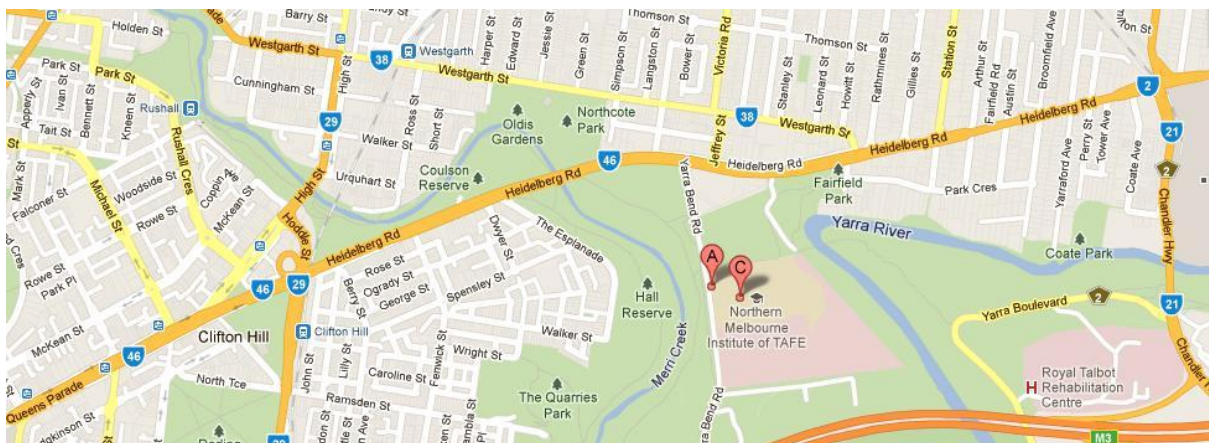 Barry St
Holden St
Westgarth St
38
Westgarth
29
Harper St
Edward St
Jessie St
Green St
Simpson St
Langston St
Bower St
Victoria Rd
Thomson St
Thomson St
Station St
Westgarth St
Stanley St
Leonard St
Howitt St
Rathmines St
Gillies St
Arthur St
Fairfield Rd
Austin St
Broomfield Ave
2
Park St
Park St
Apperly St
Ivan St
Bennett St
Kneen St
Rushall
Rushall Cres
Cunningham St
High St
29
Ross St
Short St
Walker St
Oldis
Gardens
Northcote
Park
38
Westgarth St
Jeffrey St
Heidelberg Rd
Heidelberg Rd
Heidelberg Rd
21
2
Tait St
Mark St
Michael St
Woodside St
Coppin Ave
McKean St
High St
Urquhart St
Coulson
Reserve
Heidelberg Rd
46
Yarra Bend Rd
Fairfield
Park
Park Cres
Yarraford Ave
Perry St
Tower Ave
Coate Ave
Chandler Hwy
Falconer St
Rowe St
Hoddle St
Heidelberg Rd
Dwyer St
The Esplanade
Yarra River
Coate Park
Rowe St
Park Pl
46
29
Rose St
Ogrady St
George St
Spensley St
Berry St
A
C
Hall
Reserve
Northern
Melbourne
Institute of TAFE
Yarra Boulevard
2
21
McKean St
Clifton Hill
Clifton Hill
Walker St
Merri Creek
46
Queens Parade
North Tce
John St
Lilly St
Fenwick St
Wright St
Caroline St
Ramsden St
The Quarries
Park
Yarra Bend Rd
H
Royal Talbot
Rehabilitation
Centre
M3